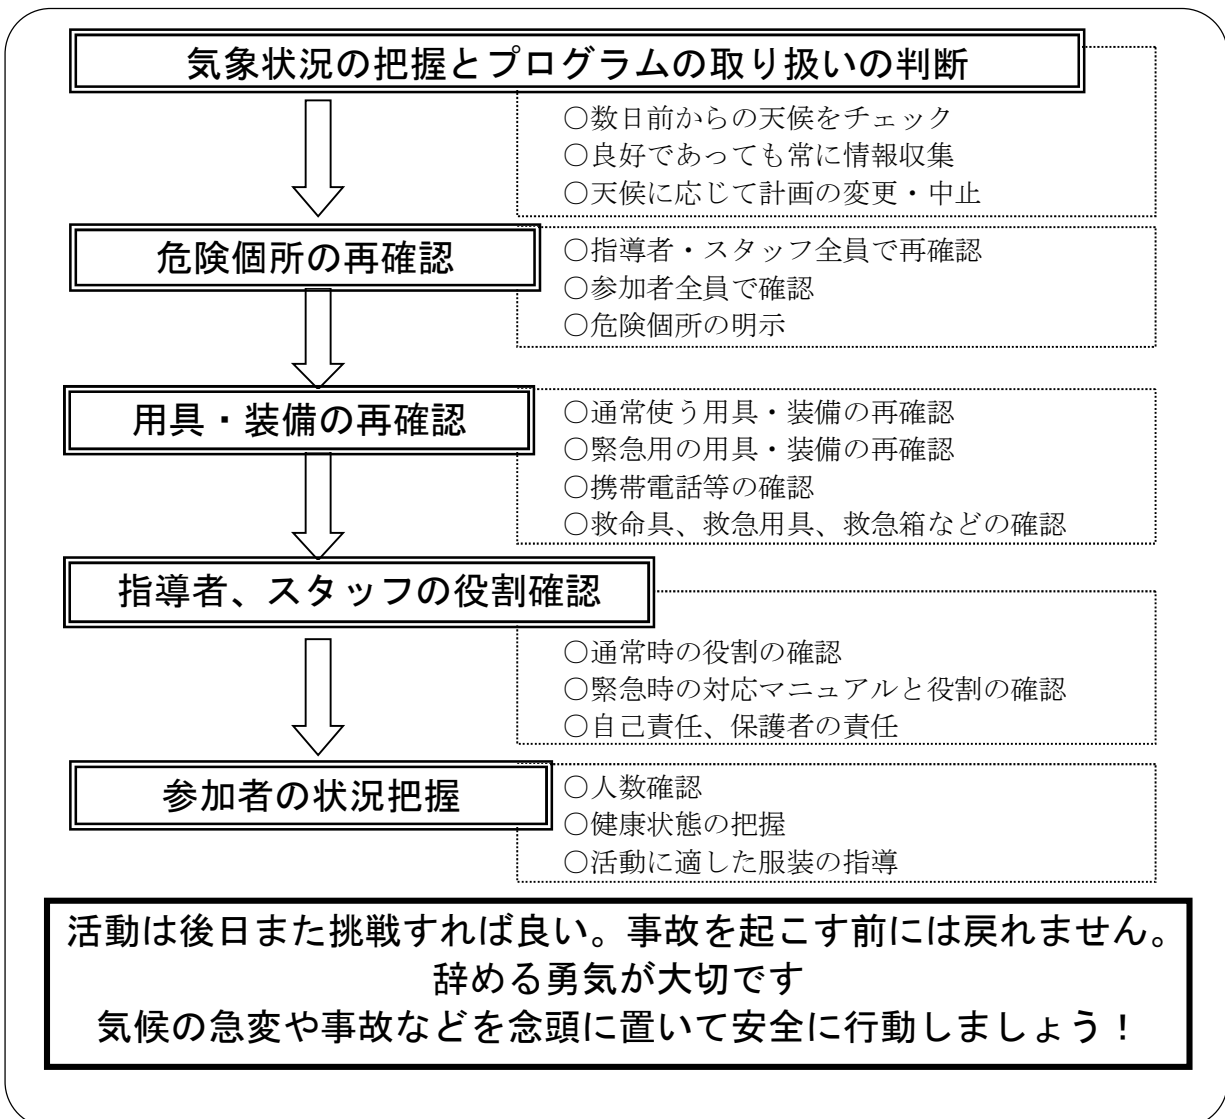 気象状況の把握とプログラムの取り扱いの判断
○数日前からの天候をチェック
○良好であっても常に情報収集
○天候に応じて計画の変更・中止
危険個所の再確認
○指導者・スタッフ全員で再確認
○参加者全員で確認
○危険個所の明示
用具・装備の再確認
○通常使う用具・装備の再確認
○緊急用の用具・装備の再確認
○携帯電話等の確認
○救命具、救急用具、救急箱などの確認
指導者、スタッフの役割確認
○通常時の役割の確認
○緊急時の対応マニュアルと役割の確認
○自己責任、保護者の責任
参加者の状況把握
○人数確認
○健康状態の把握
○活動に適した服装の指導
活動は後日また挑戦すれば良い。事故を起こす前には戻れません。
辞める勇気が大切です
気候の急変や事故などを念頭に置いて安全に行動しましょう！